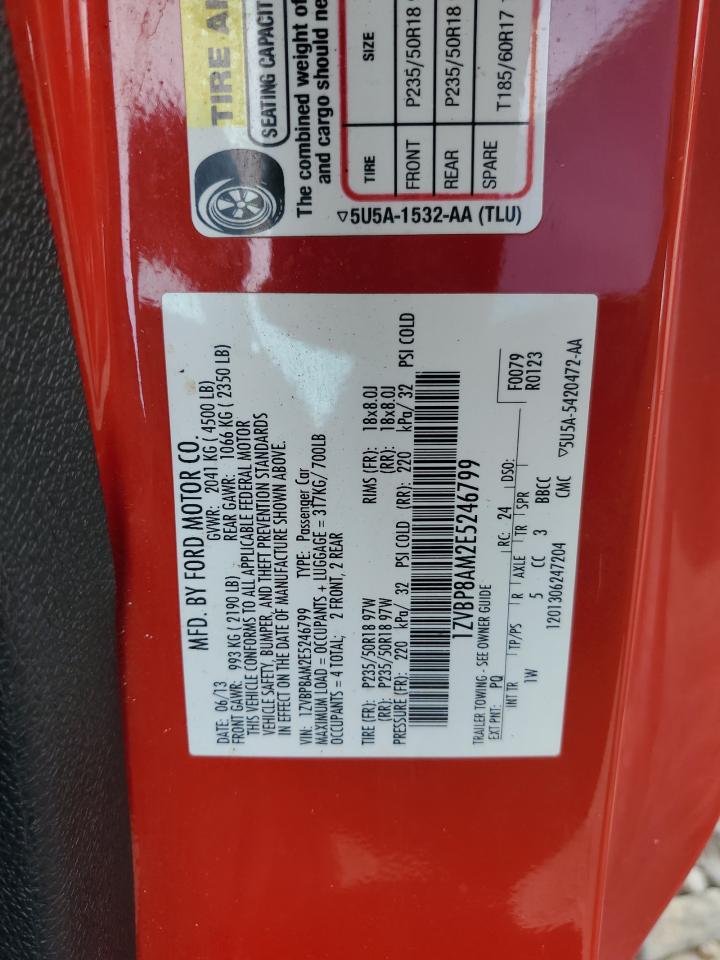 TIRE A
SEATING CAPACIT
The combined weight of
and cargo should ne
TIRE SIZE
FRONT P235/50R18
REAR P235/50R18
SPARE T185/60R17 1
▽5U5A-1532-AA (TLU)
MFD. BY FORD MOTOR CO.
DATE: 06/13 GVWR: 2041 KG ( 4500 LB)
FRONT GAWR: 993 KG ( 2190 LB) REAR GAWR: 1066 KG ( 2350 LB)
THIS VEHICLE CONFORMS TO ALL APPLICABLE FEDERAL MOTOR
VEHICLE SAFETY, BUMPER, AND THEFT PREVENTION STANDARDS
IN EFFECT ON THE DATE OF MANUFACTURE SHOWN ABOVE.
VIN: 1ZVBP8AM2E5246799 TYPE: Passenger Car
MAXIMUM LOAD = OCCUPANTS + LUGGAGE = 317KG/ 700LB
OCCUPANTS = 4 TOTAL; 2 FRONT, 2 REAR
TIRE (FR): P235/50R18 97W RIMS (FR): 18x8.0J
(RR): P235/50R18 97W (RR): 18x8.0J
PRESSURE (FR): 220 kPa/ 32 PSI COLD (RR): 220 kPa/ 32 PSI COLD
1ZVBP8AM2E5246799
TRAILER TOWING - SEE OWNER GUIDE F0079
EXT PNT: PQ RC: 24 DSO: R0123
INT TR TP/PS R AXLE TR SPR
1W 5 CC 3 BBCC
1201306247204 CMC ▽5U5A-5420472-AA